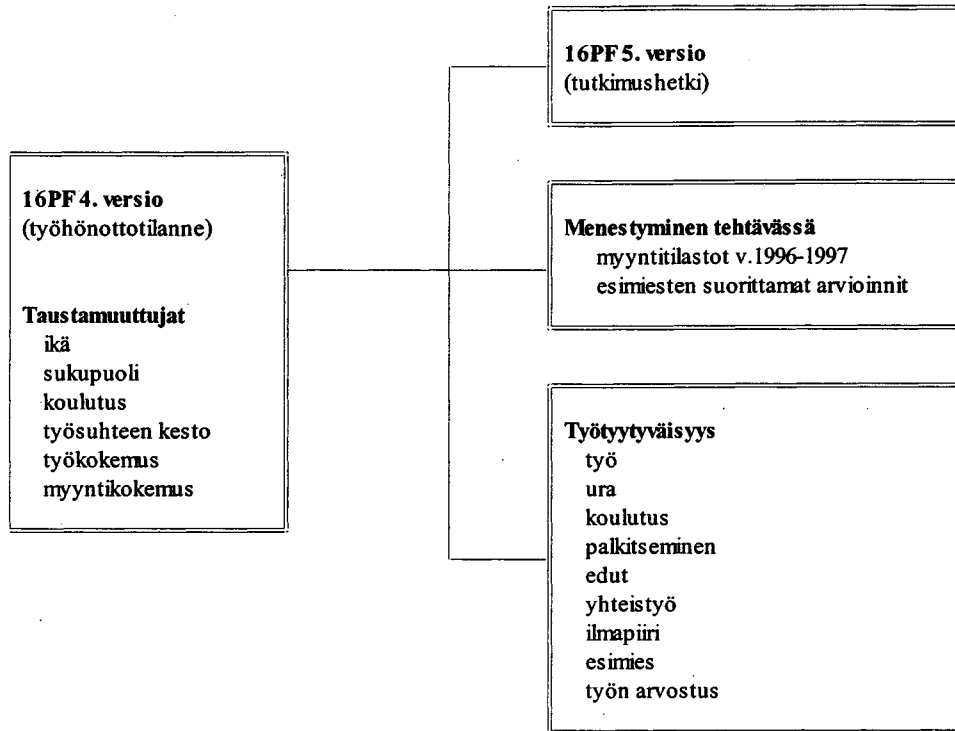 16PF 4. versio
(työhönottotilanne)
Taustamuuttujat
ikä
sukupuoli
koulutus
työsuhteen kesto
työkokemus
myyntikokemus
16PF 5. versio
(tutkimushetki)
Menestyminen tehtävässä
myyntitilastot v.1996-1997
esimiesten suorittamat arvioinnit
Työtyytyväisyys
työ
ura
koulutus
palkitseminen
edut
yhteistyö
ilmapiiri
esimies
työn arvostus